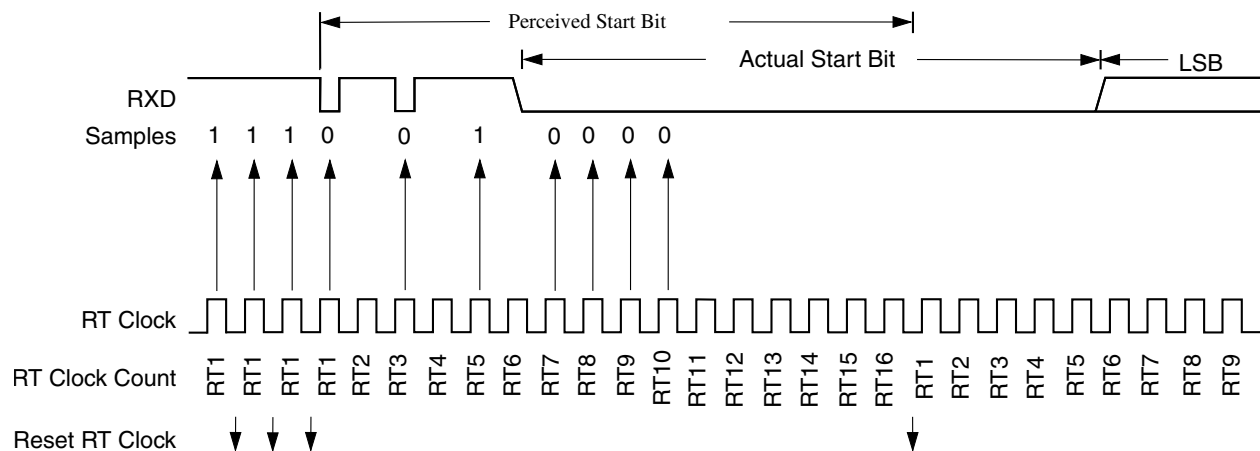 Perceived Start Bit
Actual Start Bit
LSB
RXD
Samples 1 1 1 0 0 1 0 0 0 0
RT Clock
RT Clock Count RT1 RT1 RT1 RT1 RT2 RT3 RT4 RT5 RT6 RT7 RT8 RT9 RT10 RT11 RT12 RT13 RT14 RT15 RT16 RT1 RT2 RT3 RT4 RT5 RT6 RT7 RT8 RT9
Reset RT Clock